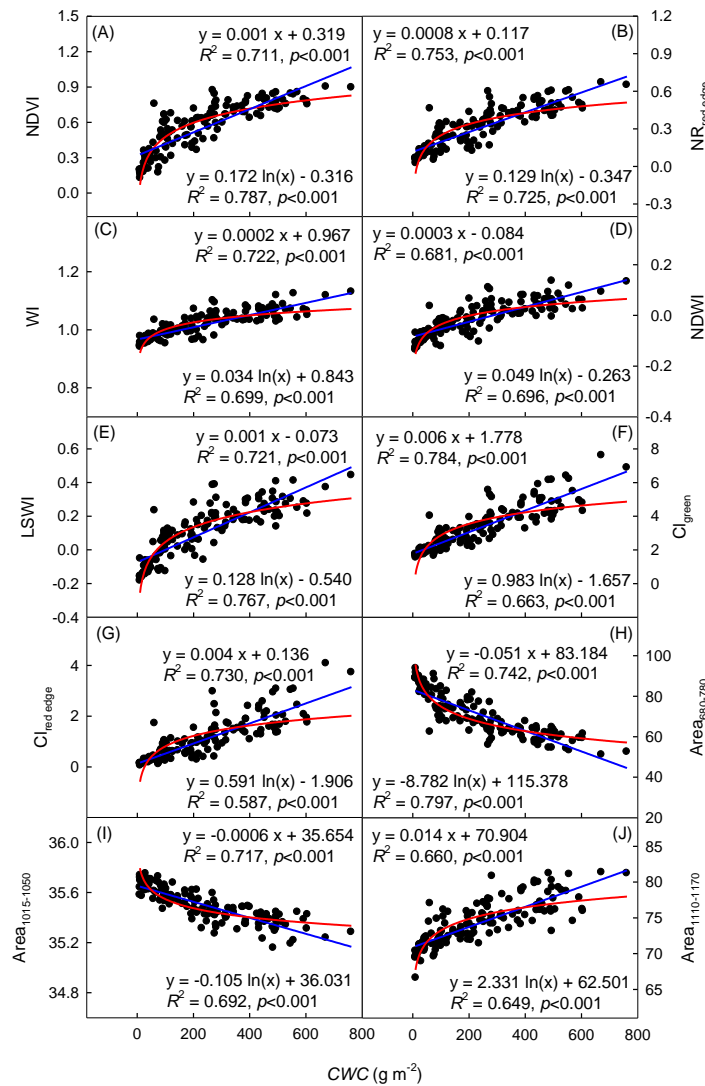 (A)
y = 0.001 x + 0.319
R² = 0.711, p<0.001
y = 0.172 ln(x) - 0.316
R² = 0.787, p<0.001
NDVI
1.5
1.2
0.9
0.6
0.3
0.0
(B)
y = 0.0008 x + 0.117
R² = 0.753, p<0.001
y = 0.129 ln(x) - 0.347
R² = 0.725, p<0.001
NR red edge
1.2
0.9
0.6
0.3
0.0
-0.3
(C)
y = 0.0002 x + 0.967
R² = 0.722, p<0.001
y = 0.034 ln(x) + 0.843
R² = 0.699, p<0.001
WI
1.2
1.0
0.8
(D)
y = 0.0003 x - 0.084
R² = 0.681, p<0.001
y = 0.049 ln(x) - 0.263
R² = 0.696, p<0.001
NDWI
0.2
0.0
-0.2
-0.4
(E)
y = 0.001 x - 0.073
R² = 0.721, p<0.001
y = 0.128 ln(x) - 0.540
R² = 0.767, p<0.001
LSWI
0.6
0.4
0.2
0.0
-0.2
-0.4
(F)
y = 0.006 x + 1.778
R² = 0.784, p<0.001
y = 0.983 ln(x) - 1.657
R² = 0.663, p<0.001
CI green
8
6
4
2
0
(G)
y = 0.004 x + 0.136
R² = 0.730, p<0.001
y = 0.591 ln(x) - 1.906
R² = 0.587, p<0.001
CI red edge
4
2
0
(H)
y = -0.051 x + 83.184
R² = 0.742, p<0.001
y = -8.782 ln(x) + 115.378
R² = 0.797, p<0.001
Area 680-780
100
80
60
40
20
(I)
y = -0.0006 x + 35.654
R² = 0.717, p<0.001
y = -0.105 ln(x) + 36.031
R² = 0.692, p<0.001
Area 1015-1050
36.0
35.6
35.2
34.8
(J)
y = 0.014 x + 70.904
R² = 0.660, p<0.001
y = 2.331 ln(x) + 62.501
R² = 0.649, p<0.001
Area 1110-1170
85
80
75
70
65
0 200 400 600 800 0 200 400 600 800
CWC (g m⁻²)